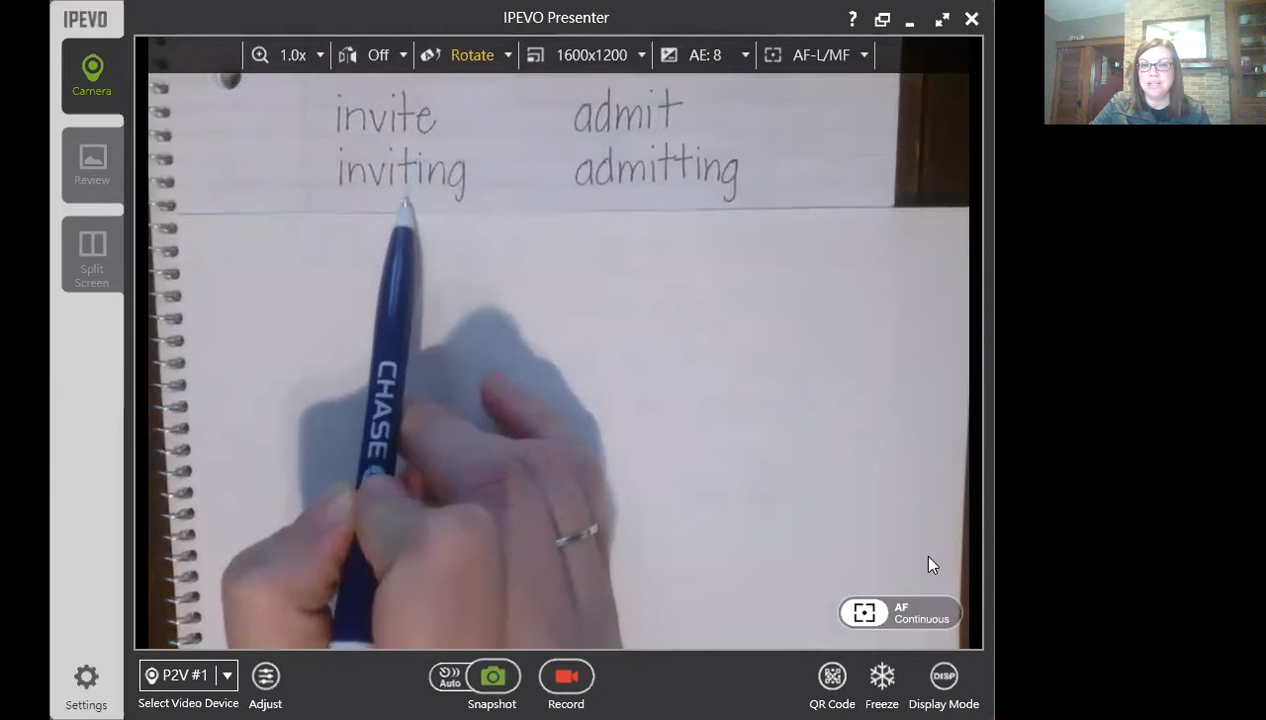 IPEVO
IPEVO Presenter
?
1.0x
Off
Rotate
1600x1200
AE: 8
AF-L/MF
Camera
Review
Split
Screen
Settings
invite admit
inviting admitting
CHASE
AF
Continuous
P2V #1
Select Video Device
Adjust
Auto
Snapshot
Record
QR Code
Freeze
DISP
Display Mode